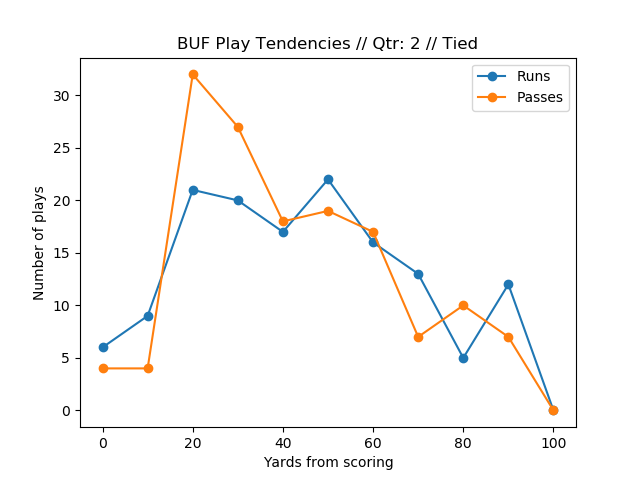 BUF Play Tendencies // Qtr: 2 // Tied
Runs
Passes
Number of plays
30
25
20
15
10
5
0
0 20 40 60 80 100
Yards from scoring